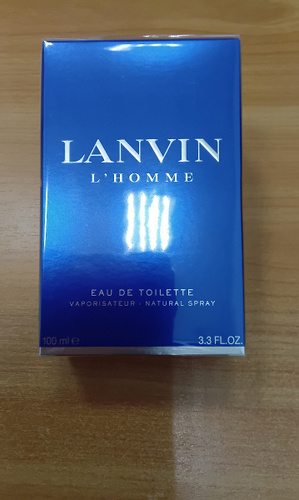 LANVIN
L'HOMME
EAU DE TOILETTE
VAPORISATEUR - NATURAL SPRAY
100 ml ℮ 3.3 FL.OZ.